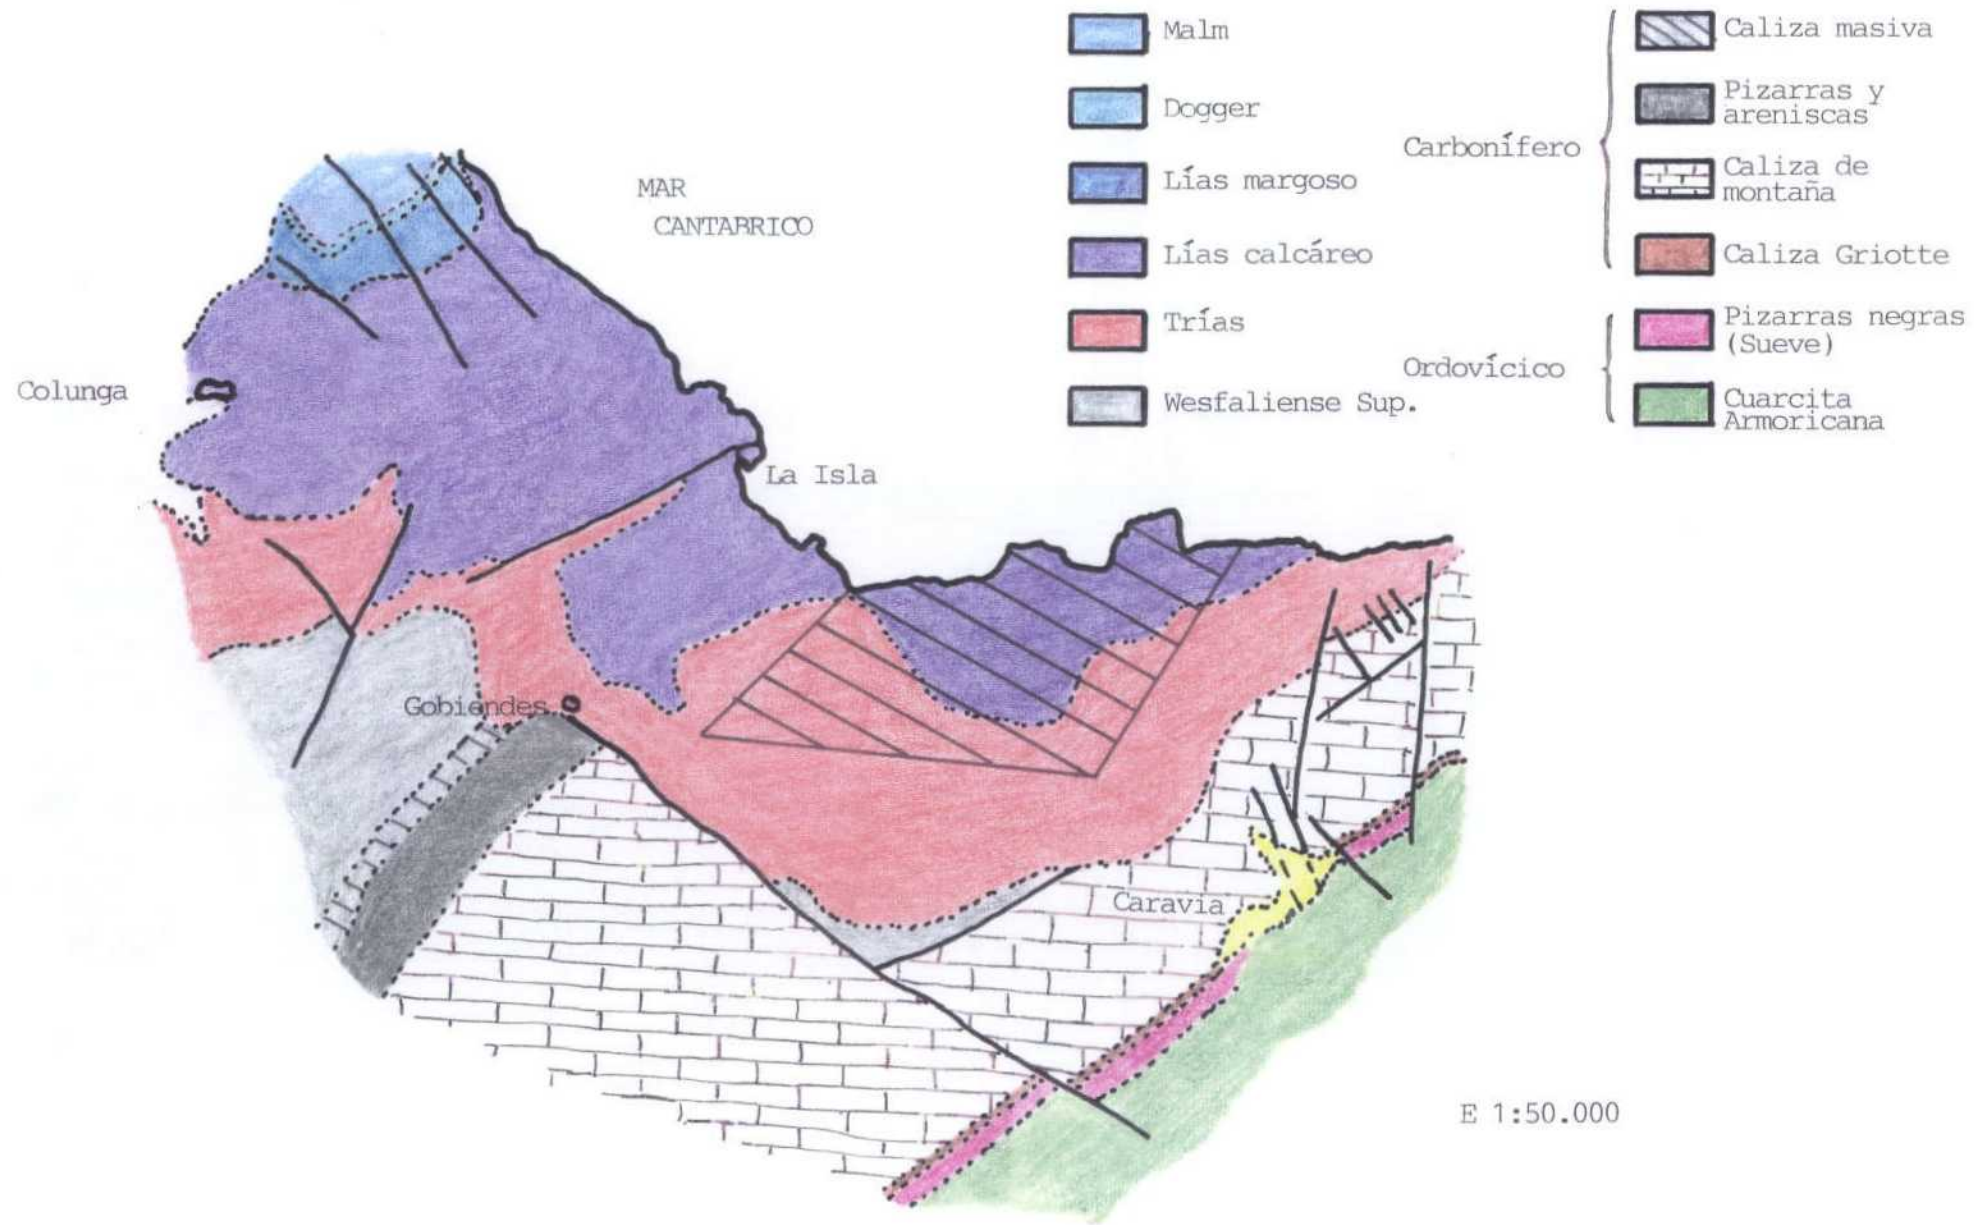 Malm
Dogger
Lías margoso
Lías calcáreo
Trías
Wesfaliense Sup.
Carbonífero
Caliza masiva
Pizarras y
areniscas
Caliza de
montaña
Caliza Griotte
Ordovícico
Pizarras negras
(Sueve)
Cuarcita
Armoricana
MAR
CANTABRICO
Colunga
La Isla
Gobiendes
Caravia
E 1:50.000